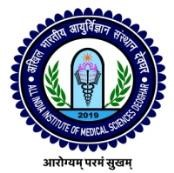 अखिल भारतीय आयुर्विज्ञान संस्थान देवघर
ALL INDIA INSTITUTE OF MEDICAL SCIENCES DEOGHAR
2019
आरोग्यम् परमं सुखम्